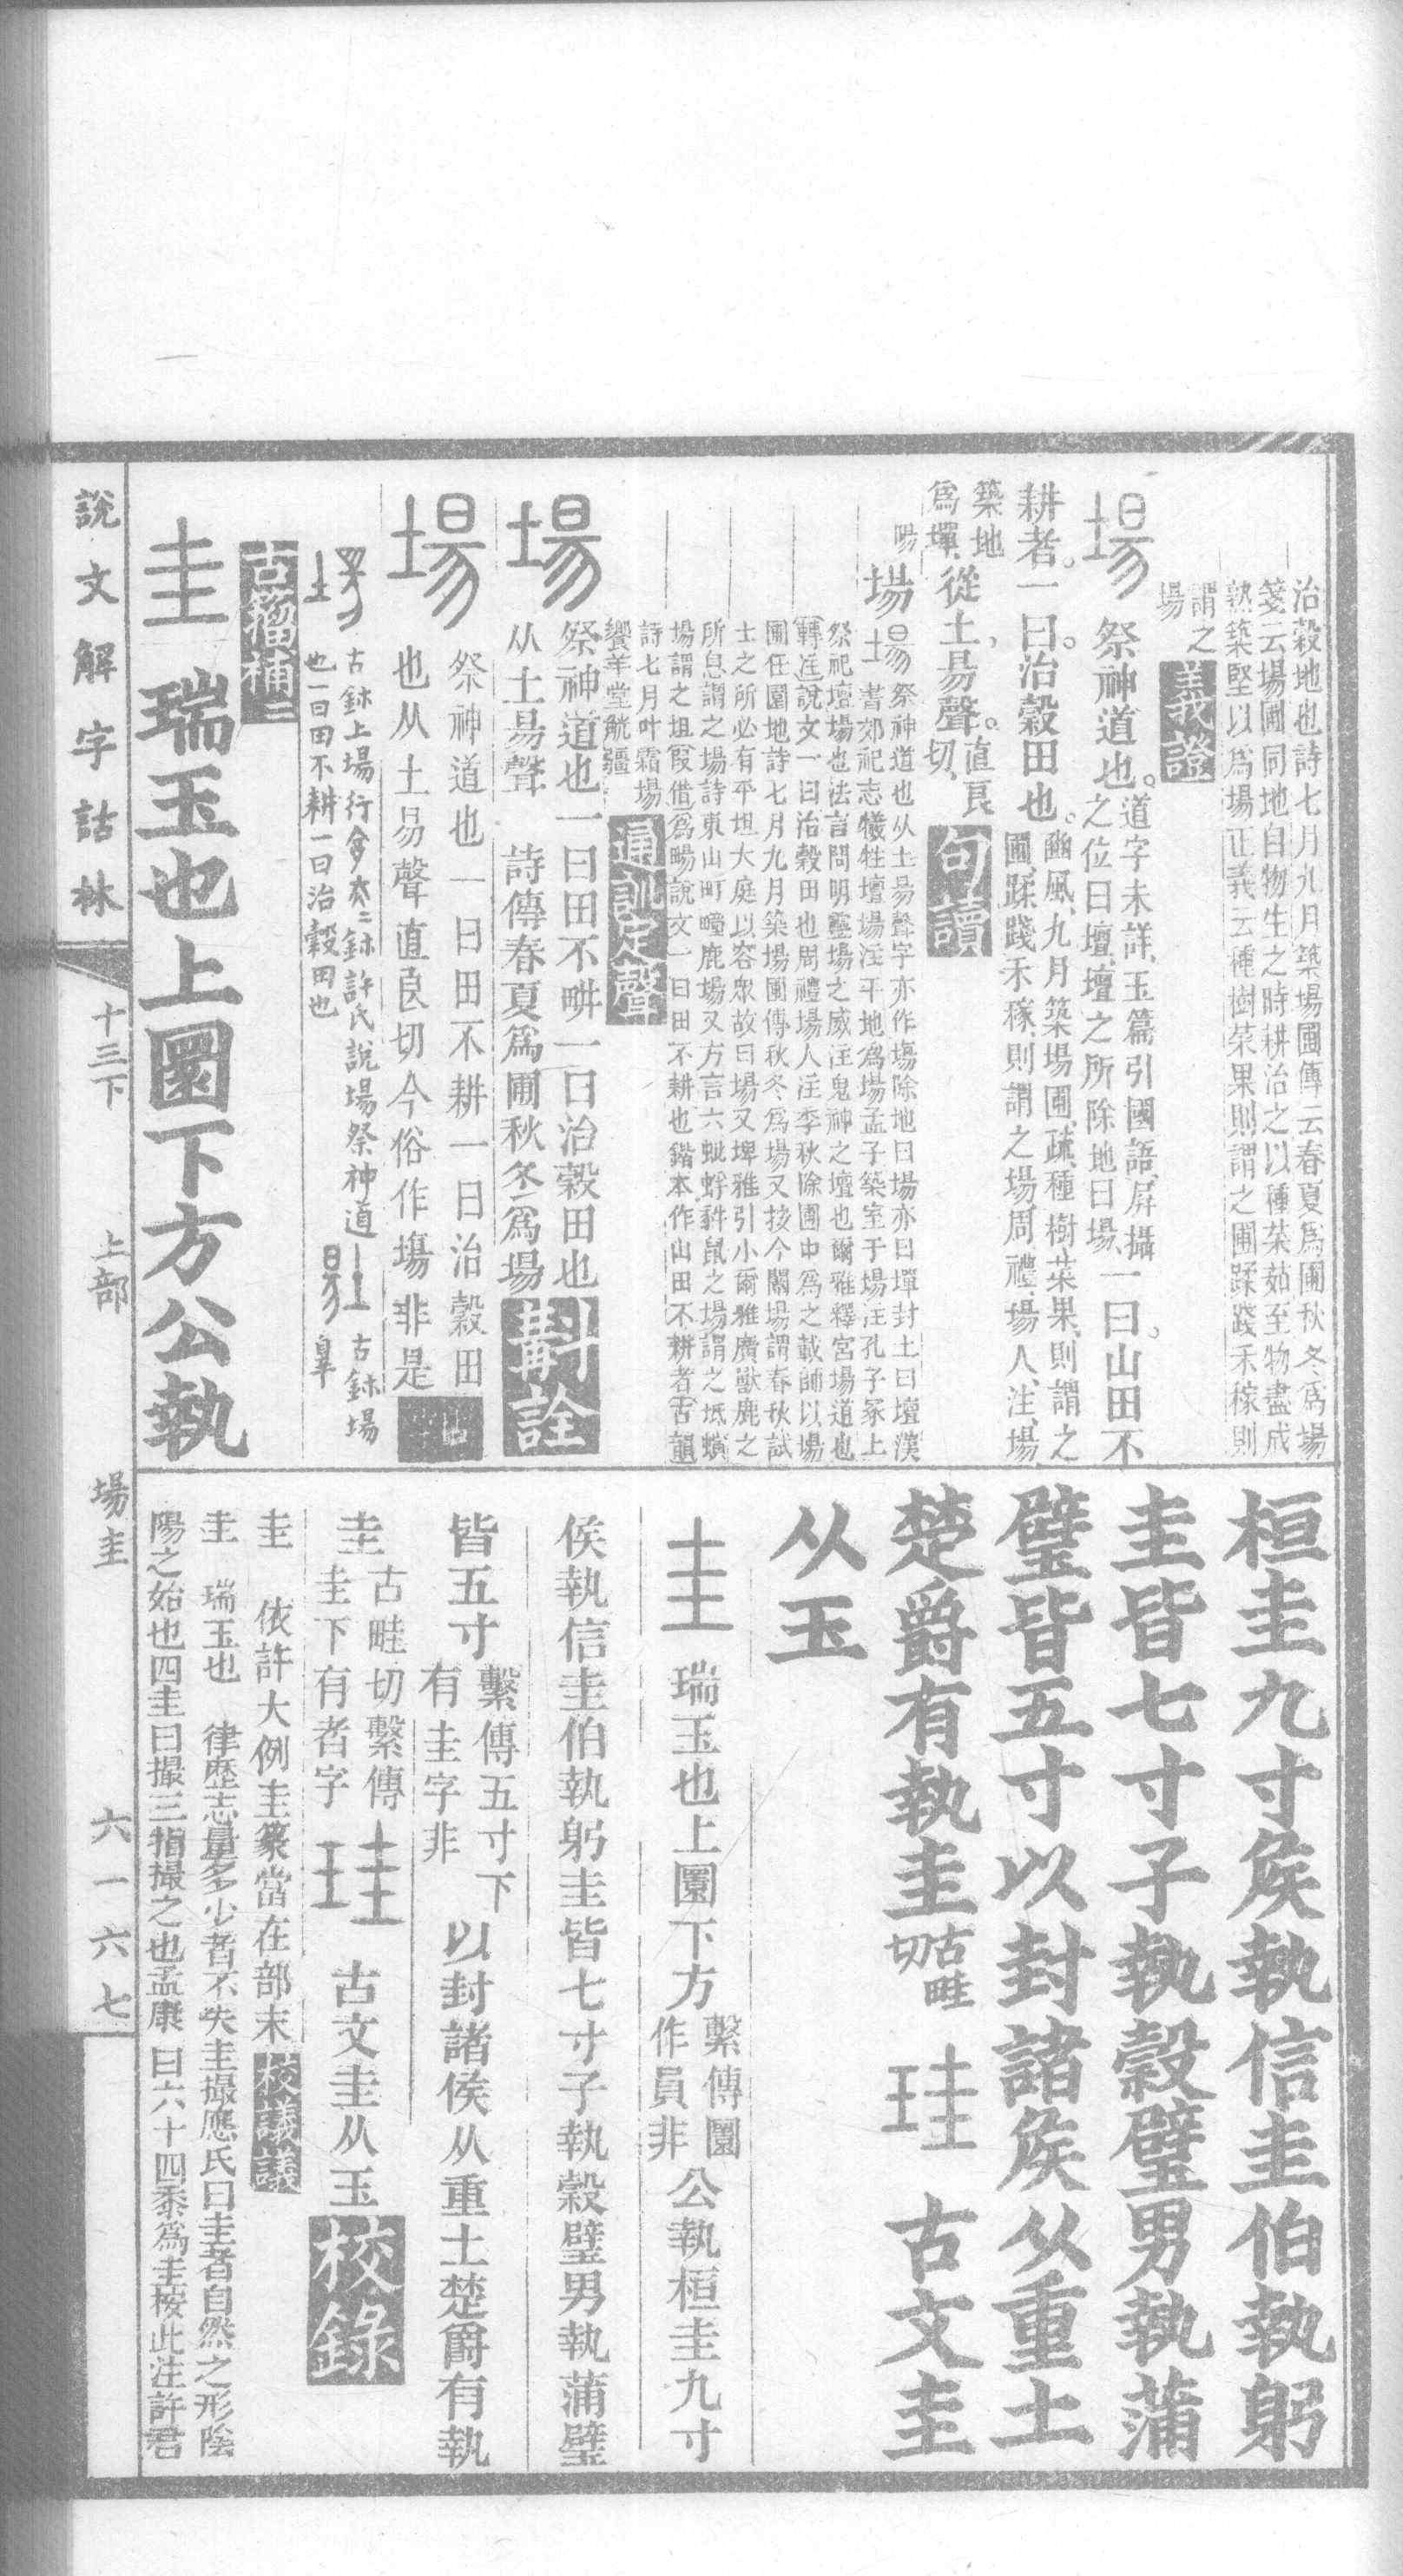 治穀地也詩七月九月築場圃傳云春夏爲圃秋冬爲場
箋云場圃同地自物生之時耕治之以種菜茹至物盡成
熟築堅以爲場正義云種樹菜果則謂之圃蹂踐禾稼則
謂之
場 義證
場 祭神道也。道字未詳、玉篇引國語、屏攝
之位曰壇、壇之所除地曰場、一曰。山田不
耕者。一曰。治穀田也。豳風、九月築場圃、疏、種樹菜果、則謂之
圃、蹂踐禾稼、則謂之場、周禮、場人、注、場、
築地
爲墠、從土、昜聲。直良
切、 句讀
場 場 祭神道也从土昜聲字亦作塲除地曰場亦曰墠封土曰壇漢
陽 書郊祀志犧牲壇場注平地爲場孟子築室于場注孔子冢上
祭祀壇場也法言問明靈場之威注鬼神之壇也爾雅釋宮場道也
轉注說文一曰治穀田也周禮場人注季秋除圃中爲之載師以場
圃任園地詩七月九月築場圃傳秋冬爲場又按今闈場謂春秋試
士之所必有平坦大庭以容眾故曰場又埤雅引小爾雅廣獸鹿之
所息謂之場詩東山町畽鹿場又方言六蚍蜉犂鼠之場謂之坻螾
場謂之坥叚借爲畼說文一曰田不耕也鍇本作山田不耕者古韻
詩七月叶霜場
饗羊堂觥疆 通訓定聲
場 祭神道也一曰田不畊一曰治穀田也
从土昜聲 詩傳春夏爲圃秋冬爲場 斠詮
場 祭神道也一曰田不耕一曰治穀田
也从土昜聲直良切今俗作塲非是
古鉢上場行
許氏說場祭神道
也一曰田不耕一曰治穀田也
古鉢場
古籀補
圭 瑞玉也上圜下方公執
桓圭九寸矦執信圭伯執躬
圭皆七寸子執穀璧男執蒲
璧皆五寸以封諸矦从重土
楚爵有執圭古畦
切 珪 古文圭
从玉
圭 瑞玉也上圜下方繫傳圜
作員非公執桓圭九寸
侯執信圭伯執躬圭皆七寸子執穀璧男執蒲璧
皆五寸繫傳五寸下
有圭字非以封諸侯从重土楚爵有執
圭古畦切繫傳
圭下有者字 珪 古文圭从玉 校錄
圭 依許大例圭篆當在部末 校議議
圭 瑞玉也 律歷志量多少者不失圭撮應氏曰圭者自然之形陰
陽之始也四圭曰撮三指撮之也孟康曰六十四黍爲圭按此注許君
說文解字詁林 十三下 土部 場圭 六一六七